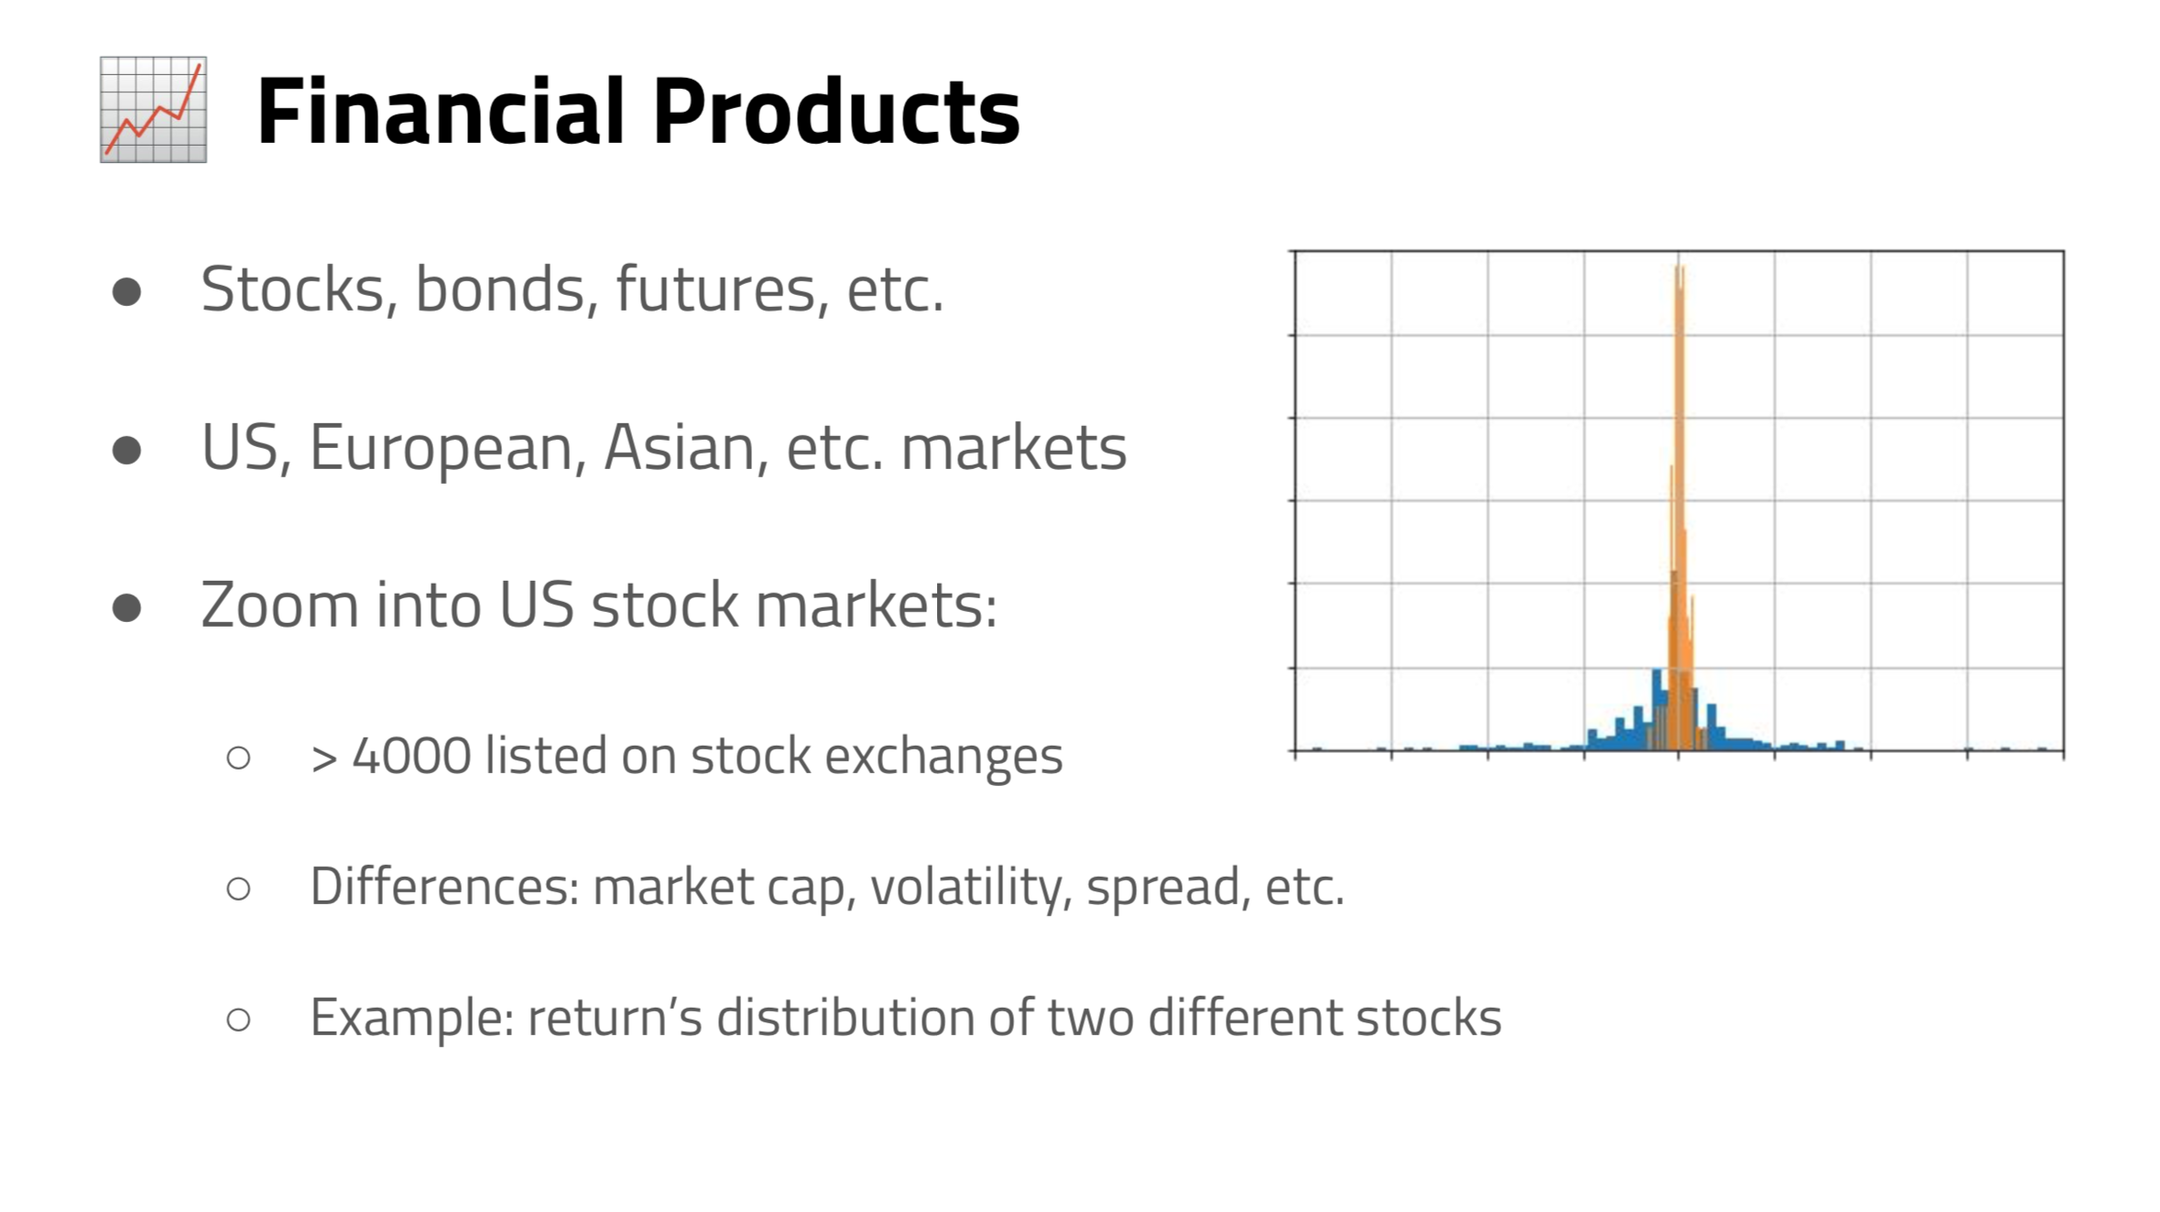 Financial Products
Stocks, bonds, futures, etc.
US, European, Asian, etc. markets
Zoom into US stock markets:
> 4000 listed on stock exchanges
Differences: market cap, volatility, spread, etc.
Example: return’s distribution of two different stocks